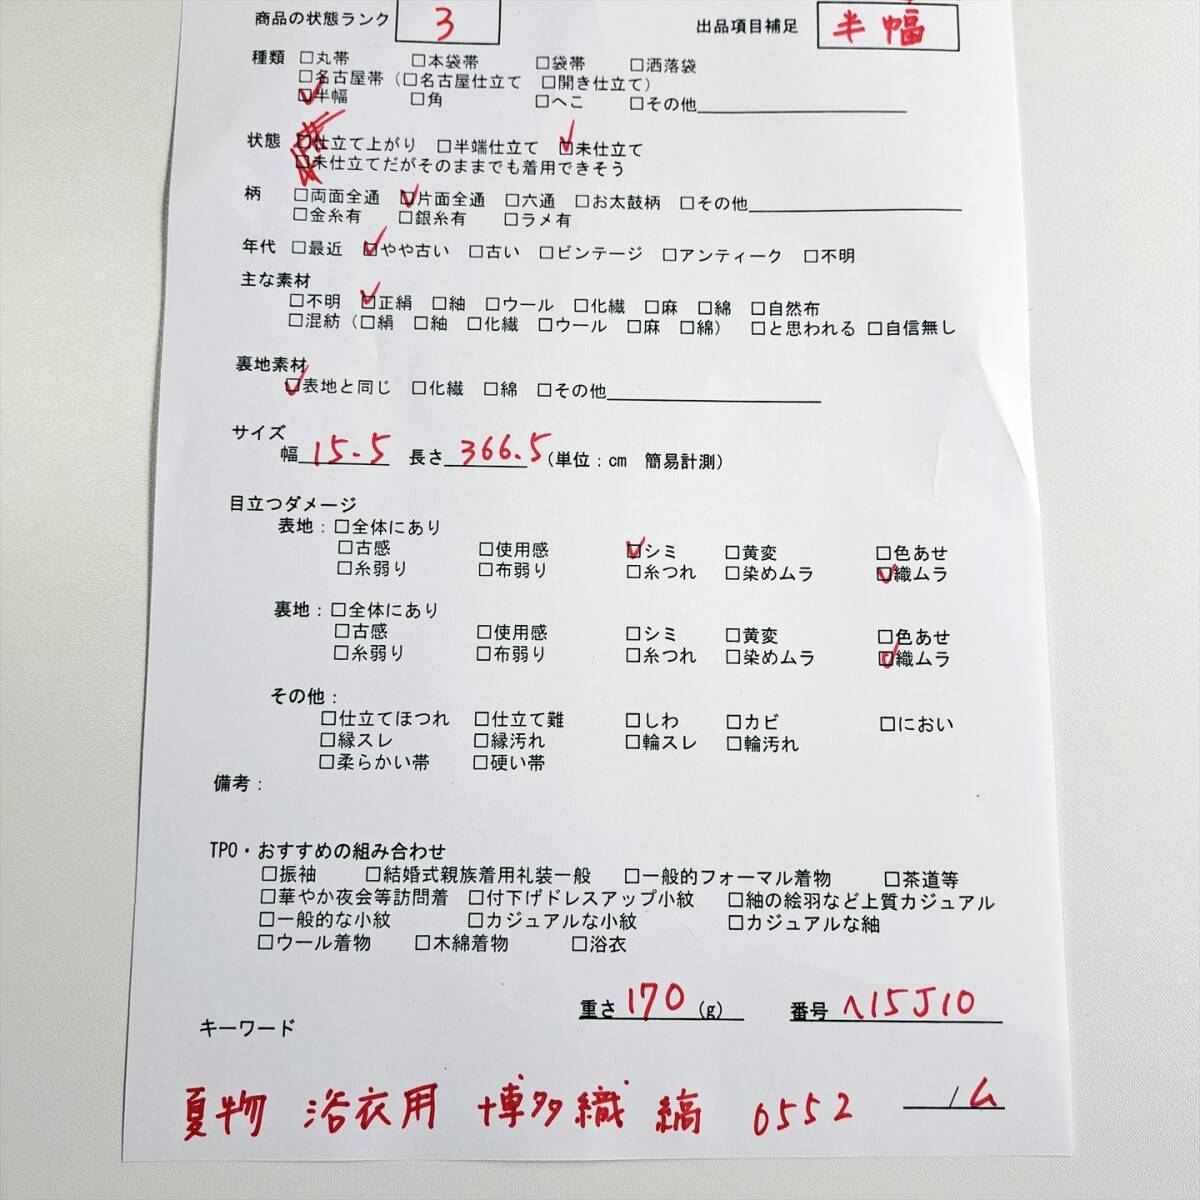 商品の状態ランク 3 出品項目補足 半幅
種類 □丸帯 □本袋帯 □袋帯 □洒落袋
□名古屋帯（□名古屋仕立て □開き仕立て）
□半幅 □角 □へこ □その他
状態 □仕立て上がり □半端仕立て □未仕立て
□未仕立てだがそのままでも着用できそう
柄 □両面全通 □片面全通 □六通 □お太鼓柄 □その他
□金糸有 □銀糸有 □ラメ有
年代 □最近 □やや古い □古い □ビンテージ □アンティーク □不明
主な素材
□不明 □正絹 □紬 □ウール □化繊 □麻 □綿 □自然布
□混紡（□絹 □紬 □化繊 □ウール □麻 □綿） □と思われる □自信無し
裏地素材
□表地と同じ □化繊 □綿 □その他
サイズ
幅 15.5 長さ 366.5 (単位：cm 簡易計測)
目立つダメージ
表地：□全体にあり
□古感 □使用感 □シミ □黄変 □色あせ
□糸弱り □布弱り □糸つれ □染めムラ □織ムラ
裏地：□全体にあり
□古感 □使用感 □シミ □黄変 □色あせ
□糸弱り □布弱り □糸つれ □染めムラ □織ムラ
その他：
□仕立てほつれ □仕立て難 □しわ □カビ □におい
□縁スレ □縁汚れ □輪スレ □輪汚れ
□柔らかい帯 □硬い帯
備考：
TPO・おすすめの組み合わせ
□振袖 □結婚式親族着用礼装一般 □一般的フォーマル着物 □茶道等
□華やか夜会等訪問着 □付下げドレスアップ小紋 □紬の絵羽など上質カジュアル
□一般的な小紋 □カジュアルな小紋 □カジュアルな紬
□ウール着物 □木綿着物 □浴衣
重さ 170 (g) 番号 ヘ15J10
キーワード
夏物 浴衣用 博多織 縞 0552 /ム